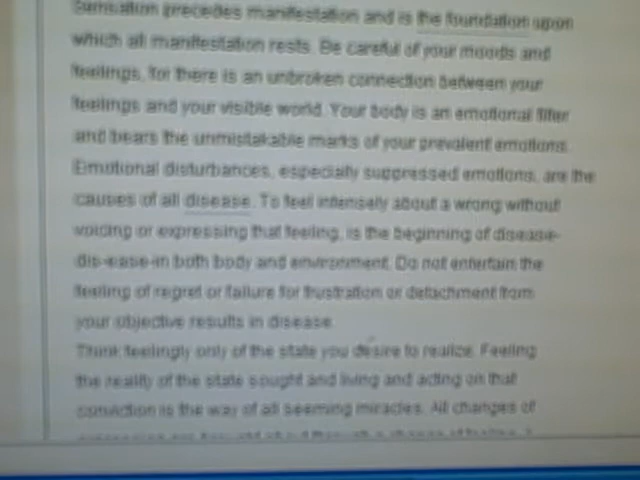 Sensation precedes manifestation and is the foundation upon
which all manifestation rests. Be careful of your moods and
feelings, for there is an unbroken connection between your
feelings and your visible world. Your body is an emotional filter
and bears the unmistakable marks of your prevalent emotions.
Emotional disturbances, especially suppressed emotions, are the
causes of all disease. To feel intensely about a wrong without
voicing or expressing that feeling, is the beginning of disease-
dis-ease-in both body and environment. Do not entertain the
feeling of regret or failure for frustration or detachment from
your objective results in disease.
Think feelingly only of the state you desire to realize. Feeling
the reality of the state sought and living and acting on that
conviction is the way of all seeming miracles. All changes of